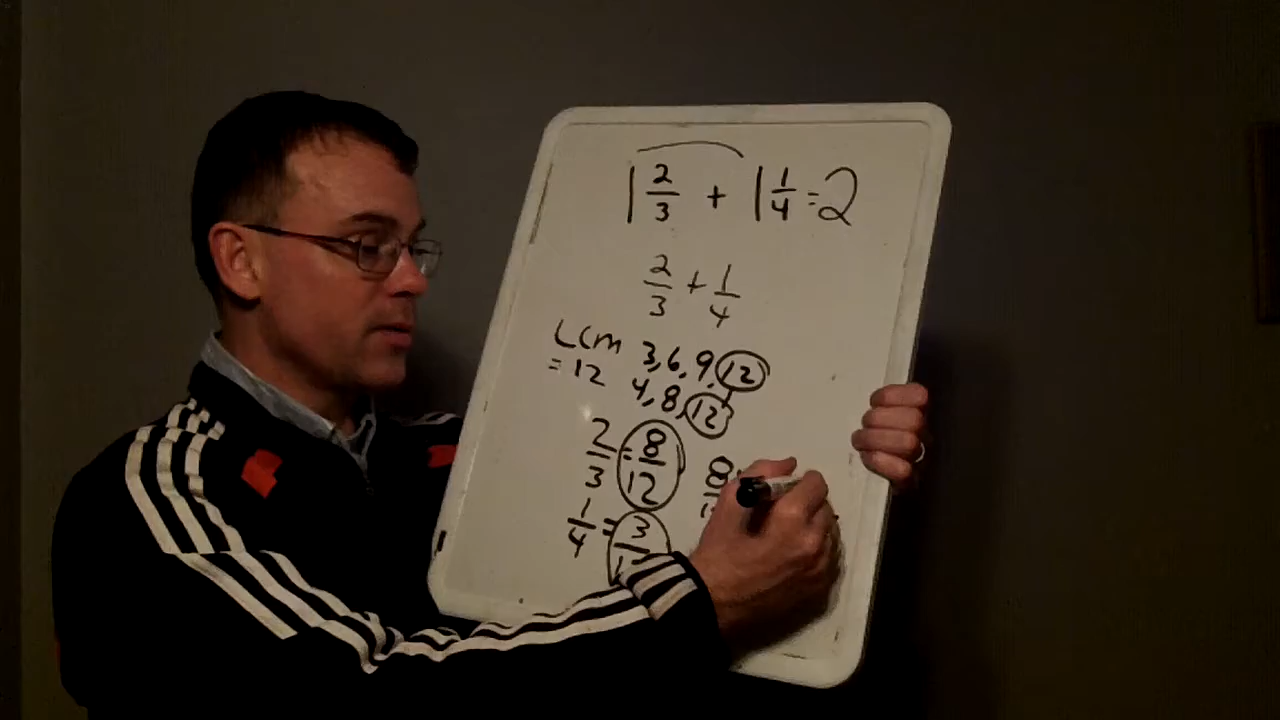 1 2/3 + 1 1/4 = 2
2/3 + 1/4
LCM 3, 6, 9, 12
= 12 4, 8, 12
2/3 = 8/12
1/4 = 3/
8